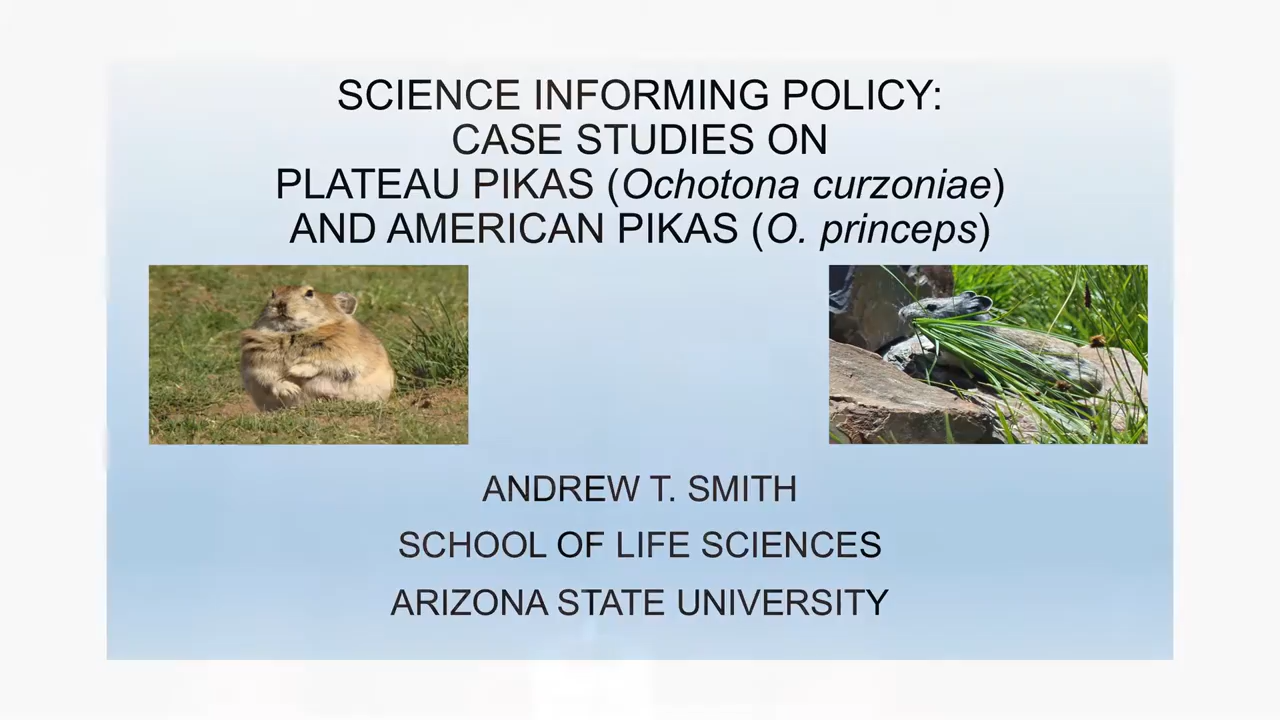 SCIENCE INFORMING POLICY:
CASE STUDIES ON
PLATEAU PIKAS (Ochotona curzoniae)
AND AMERICAN PIKAS (O. princeps)
ANDREW T. SMITH
SCHOOL OF LIFE SCIENCES
ARIZONA STATE UNIVERSITY